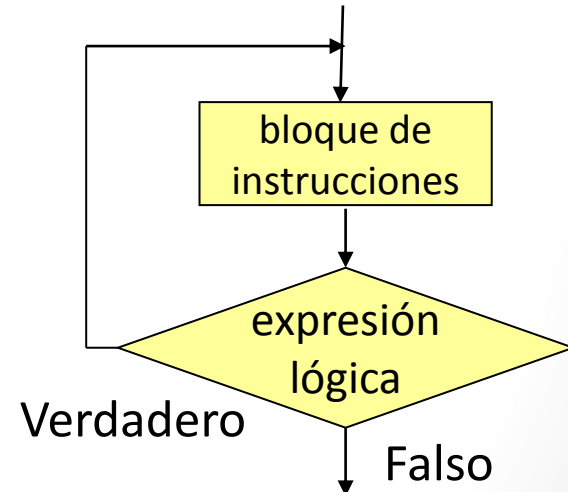 bloque de
instrucciones
expresión
lógica
Verdadero
Falso